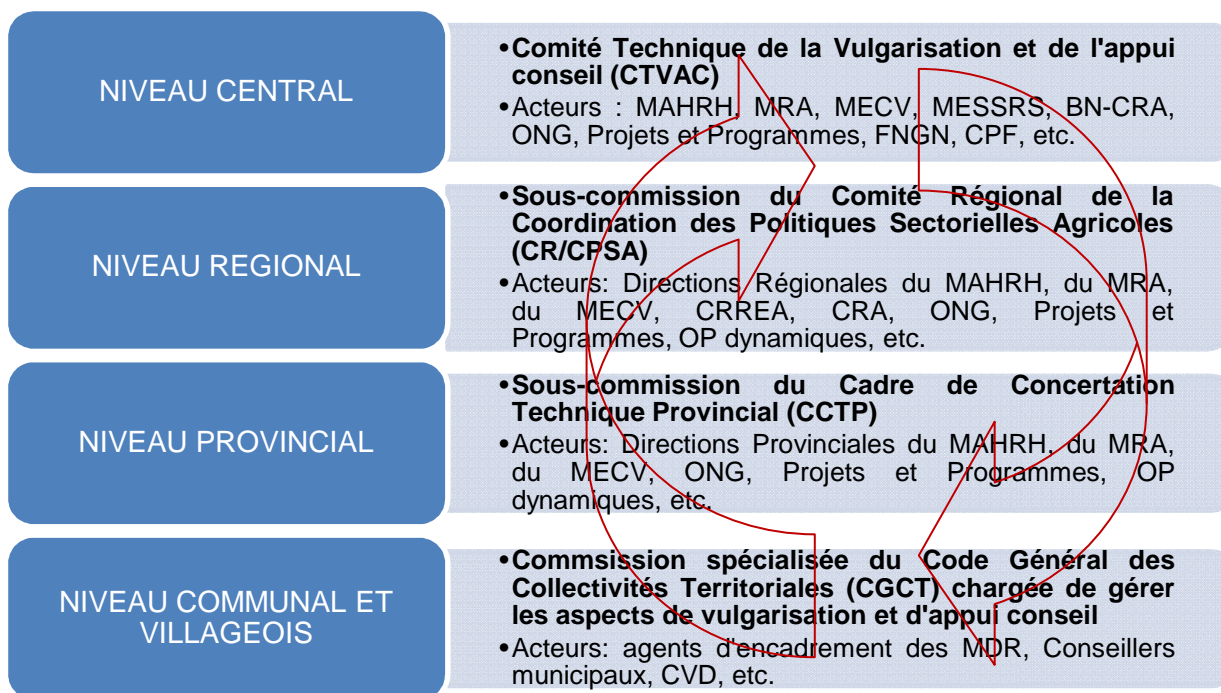 NIVEAU CENTRAL
•Comité Technique de la Vulgarisation et de l'appui
conseil (CTVAC)
•Acteurs : MAHRH, MRA, MECV, MESSRS, BN-CRA,
ONG, Projets et Programmes, FNGN, CPF, etc.
NIVEAU REGIONAL
•Sous-commission du Comité Régional de la
Coordination des Politiques Sectorielles Agricoles
(CR/CPSA)
•Acteurs: Directions Régionales du MAHRH, du MRA,
du MECV, CRREA, CRA, ONG, Projets et
Programmes, OP dynamiques, etc.
NIVEAU PROVINCIAL
•Sous-commission du Cadre de Concertation
Technique Provincial (CCTP)
•Acteurs: Directions Provinciales du MAHRH, du MRA,
du MECV, ONG, Projets et Programmes, OP
dynamiques, etc.
NIVEAU COMMUNAL ET
VILLAGEOIS
•Commsission spécialisée du Code Général des
Collectivités Territoriales (CGCT) chargée de gérer
les aspects de vulgarisation et d'appui conseil
•Acteurs: agents d'encadrement des MDR, Conseillers
municipaux, CVD, etc.